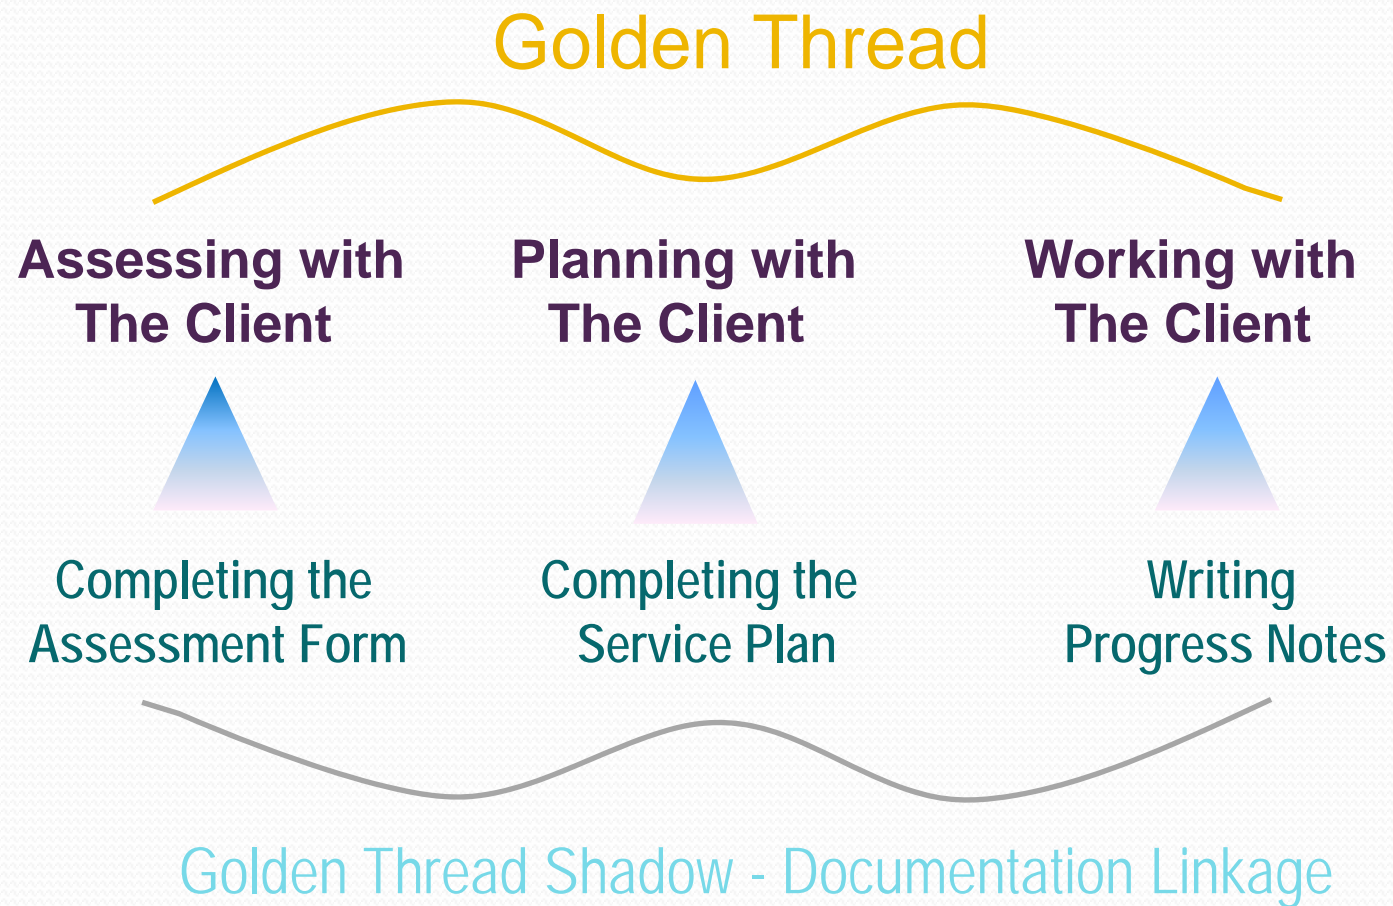 Golden Thread
Assessing with
The Client
Planning with
The Client
Working with
The Client
Completing the
Assessment Form
Completing the
Service Plan
Writing
Progress Notes
Golden Thread Shadow - Documentation Linkage